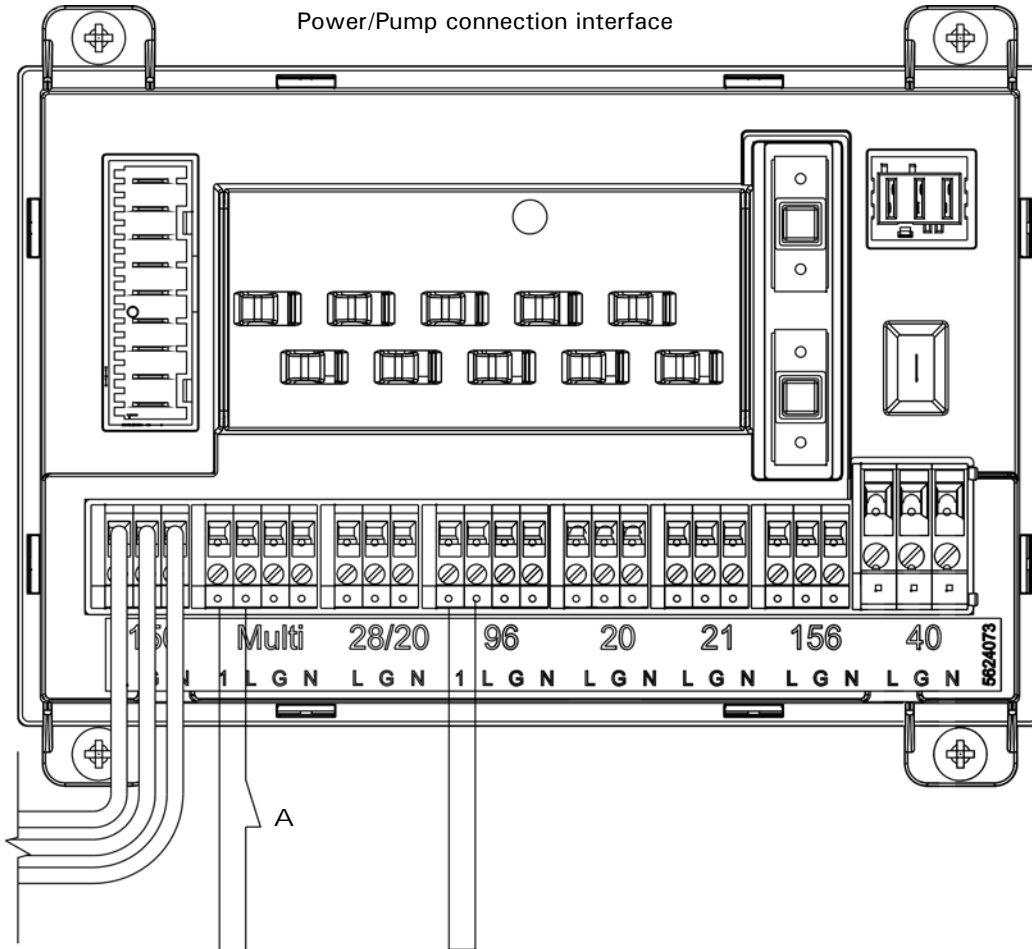 Power/Pump connection interface
Multi 28/20 96 20 21 156 40
1 L G N L G N 1 L G N L G N L G N L G N L G N
5624073
A